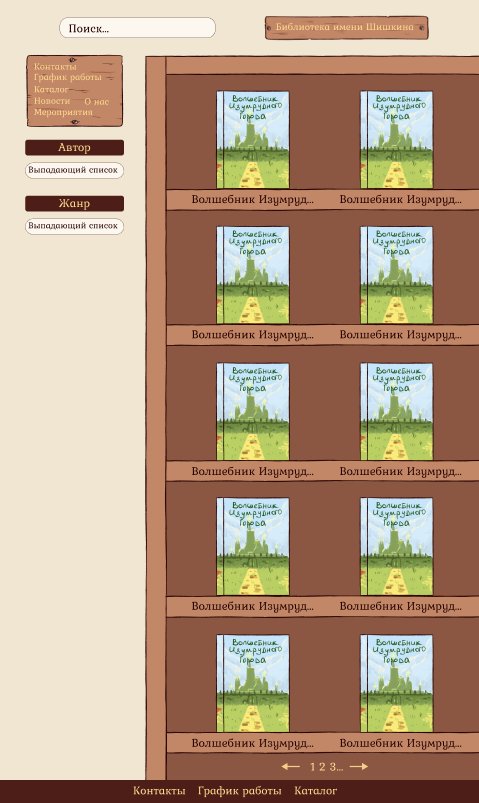 Поиск...
Библиотека имени Шишкина
Контакты
График работы
Каталог
Новости О нас
Мероприятия
Автор
Выпадающий список
Жанр
Выпадающий список
Волшебник
Изумрудного
Города
Волшебник
Изумрудного
Города
Волшебник Изумруд... Волшебник Изумруд...
Волшебник
Изумрудного
Города
Волшебник
Изумрудного
Города
Волшебник Изумруд... Волшебник Изумруд...
Волшебник
Изумрудного
Города
Волшебник
Изумрудного
Города
Волшебник Изумруд... Волшебник Изумруд...
Волшебник
Изумрудного
Города
Волшебник
Изумрудного
Города
Волшебник Изумруд... Волшебник Изумруд...
Волшебник
Изумрудного
Города
Волшебник
Изумрудного
Города
Волшебник Изумруд... Волшебник Изумруд...
1 2 3...
Контакты График работы Каталог